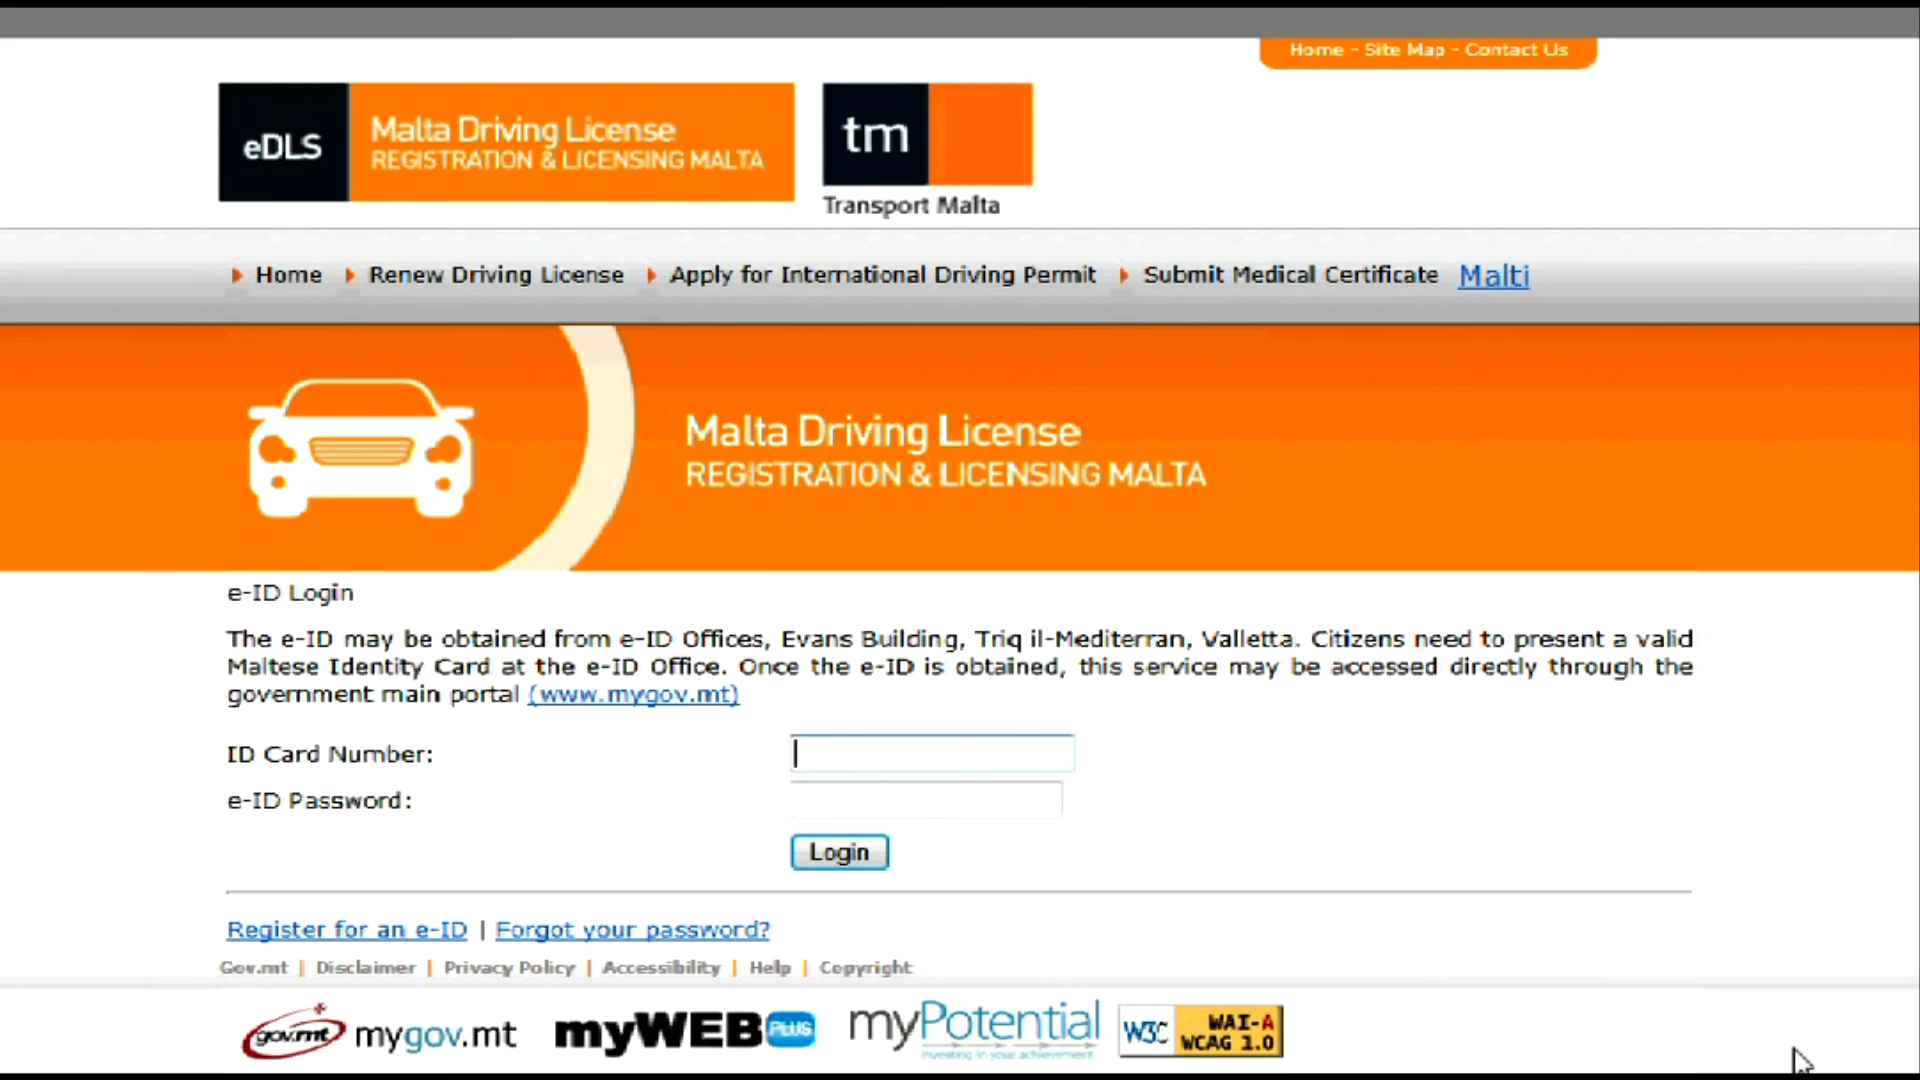 Home - Site Map - Contact Us
eDLS
Malta Driving License
REGISTRATION & LICENSING MALTA
tm
Transport Malta
Home Renew Driving License Apply for International Driving Permit Submit Medical Certificate Malti
Malta Driving License
REGISTRATION & LICENSING MALTA
e-ID Login
The e-ID may be obtained from e-ID Offices, Evans Building, Triq il-Mediterran, Valletta. Citizens need to present a valid
Maltese Identity Card at the e-ID Office. Once the e-ID is obtained, this service may be accessed directly through the
government main portal (www.mygov.mt)
ID Card Number:
e-ID Password:
Login
Register for an e-ID | Forgot your password?
Gov.mt | Disclaimer | Privacy Policy | Accessibility | Help | Copyright
gov.mt mygov.mt myWEB PLUS myPotential W3C WAI-A
investing in your achievement WCAG 1.0